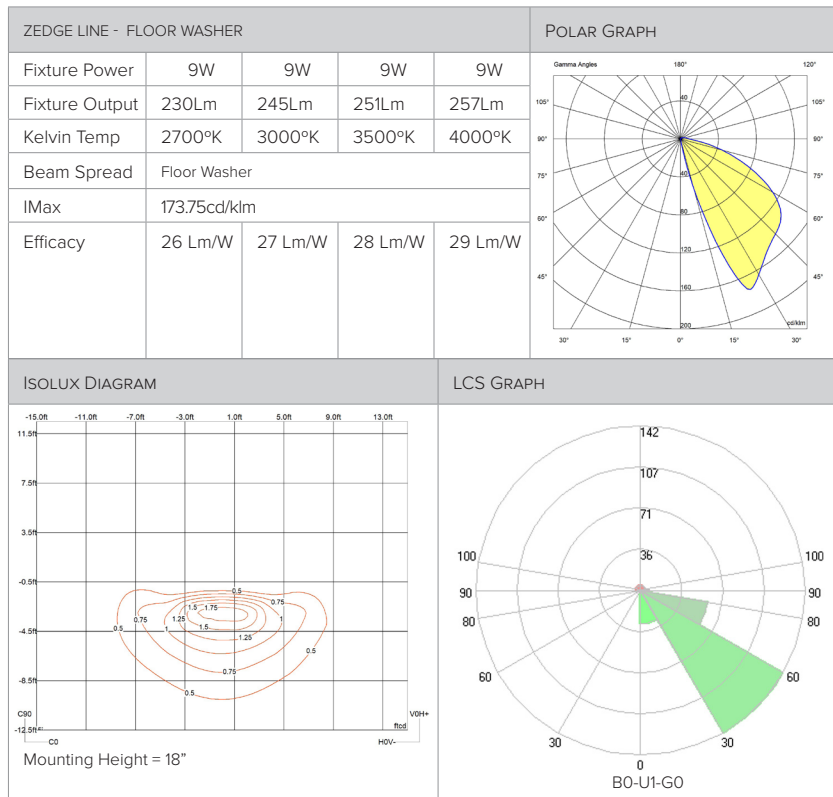 ZEDGE LINE - FLOOR WASHER
Fixture Power 9W 9W 9W 9W
Fixture Output 230Lm 245Lm 251Lm 257Lm
Kelvin Temp 2700ºK 3000ºK 3500ºK 4000ºK
Beam Spread Floor Washer
IMax 173.75cd/klm
Efficacy 26 Lm/W 27 Lm/W 28 Lm/W 29 Lm/W
POLAR GRAPH
Gamma Angles 180° 120°
105° 40 105°
90° 90°
75° 40 75°
60° 80 60°
120
45° 160 45°
200 cd/klm
30° 15° 0° 15° 30°
ISOLUX DIAGRAM
-15.0ft -11.0ft -7.0ft -3.0ft 1.0ft 5.0ft 9.0ft 13.0ft
11.5ft
7.5ft
3.5ft
-0.5ft
0.5
1.5 1.75 0.75
0.5 0.75 1 1.25 1.5 1 0.5
1.25
-4.5ft
0.75 0.5
-8.5ft
0.5
C90 V0H+
-12.5ft ftcd
C0 H0V-
Mounting Height = 18”
LCS GRAPH
142
107
71
36
100 100
90 90
80 80
60 60
30 30
0
B0-U1-G0